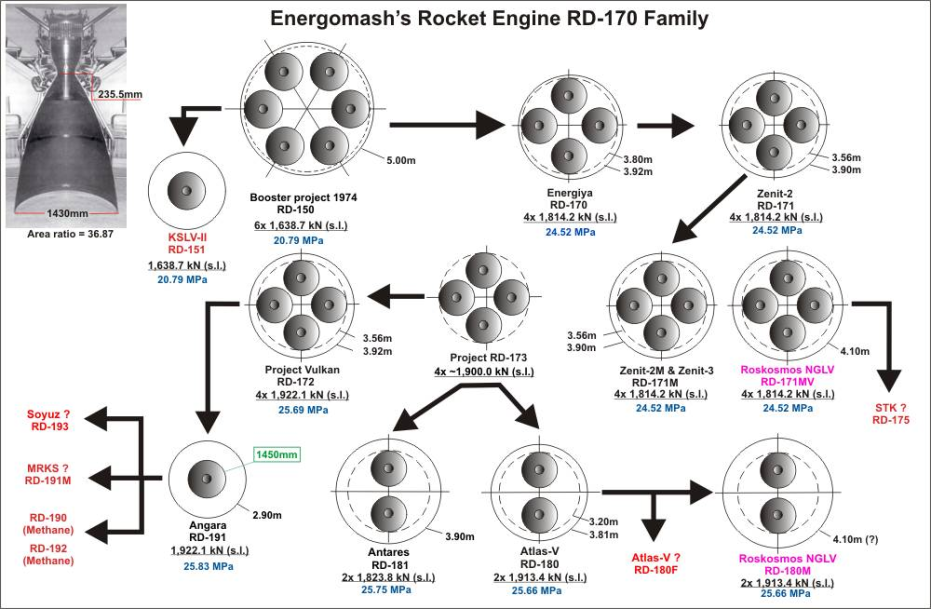 Energomash's Rocket Engine RD-170 Family
235.5mm
1430mm
Area ratio = 36.87
KSLV-II
RD-151
1,638.7 kN (s.l.)
20.79 MPa
5.00m
Booster project 1974
RD-150
6x 1,638.7 kN (s.l.)
20.79 MPa
3.80m
3.92m
Energiya
RD-170
4x 1,814.2 kN (s.l.)
24.52 MPa
3.56m
3.90m
Zenit-2
RD-171
4x 1,814.2 kN (s.l.)
24.52 MPa
3.56m
3.92m
Project Vulkan
RD-172
4x 1,922.1 kN (s.l.)
25.69 MPa
Project RD-173
4x ~1,900.0 kN (s.l.)
3.56m
3.90m
Zenit-2M & Zenit-3
RD-171M
4x 1,814.2 kN (s.l.)
24.52 MPa
4.10m
Roskosmos NGLV
RD-171MV
4x 1,814.2 kN (s.l.)
24.52 MPa
STK ?
RD-175
Soyuz ?
RD-193
MRKS ?
RD-191M
RD-190
(Methane)
RD-192
(Methane)
1450mm
2.90m
Angara
RD-191
1,922.1 kN (s.l.)
25.83 MPa
3.90m
Antares
RD-181
2x 1,823.8 kN (s.l.)
25.75 MPa
3.20m
3.81m
Atlas-V
RD-180
2x 1,913.4 kN (s.l.)
25.66 MPa
Atlas-V ?
RD-180F
4.10m (?)
Roskosmos NGLV
RD-180M
2x 1,913.4 kN (s.l.)
25.66 MPa